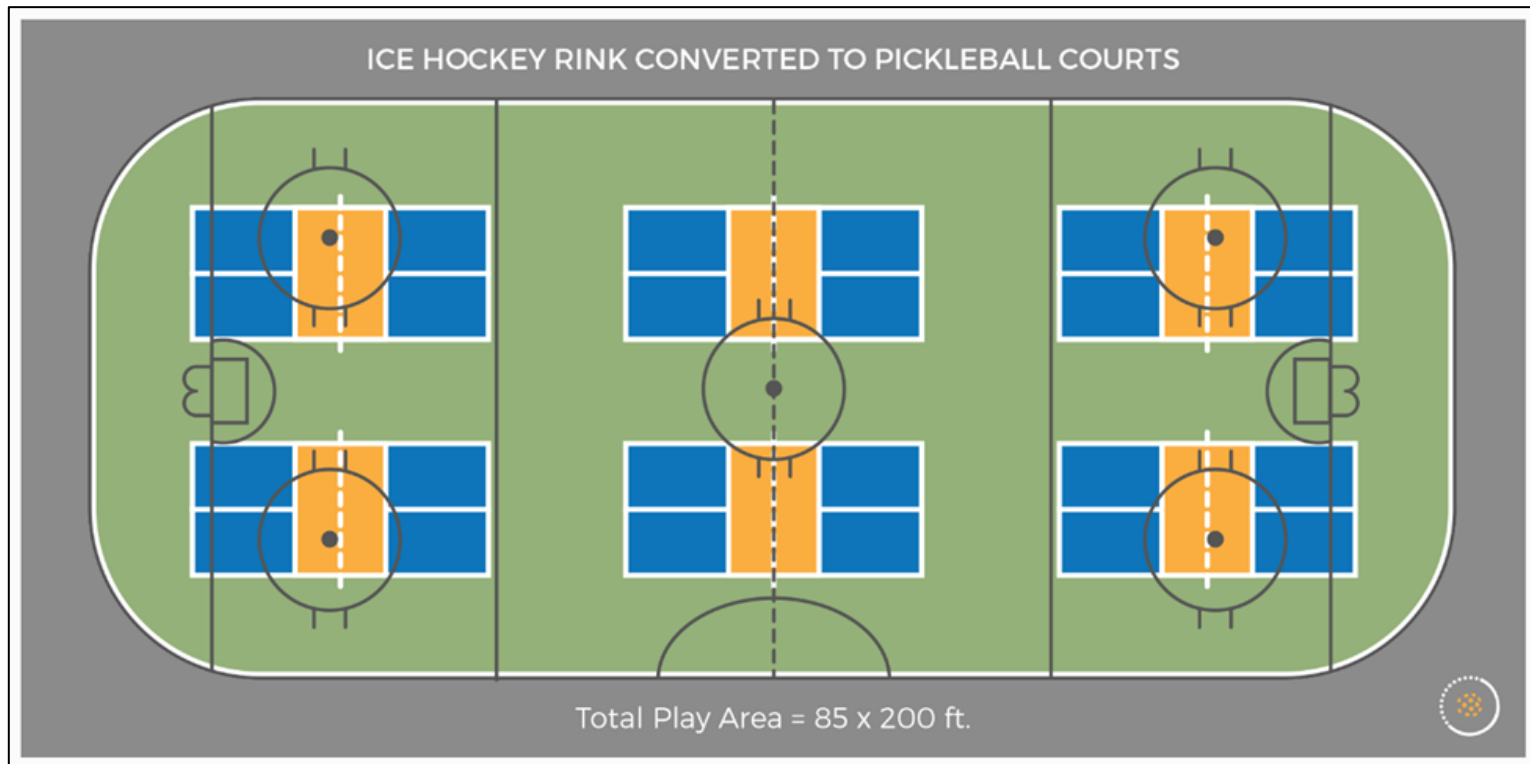 ICE HOCKEY RINK CONVERTED TO PICKLEBALL COURTS
Total Play Area = 85 x 200 ft.